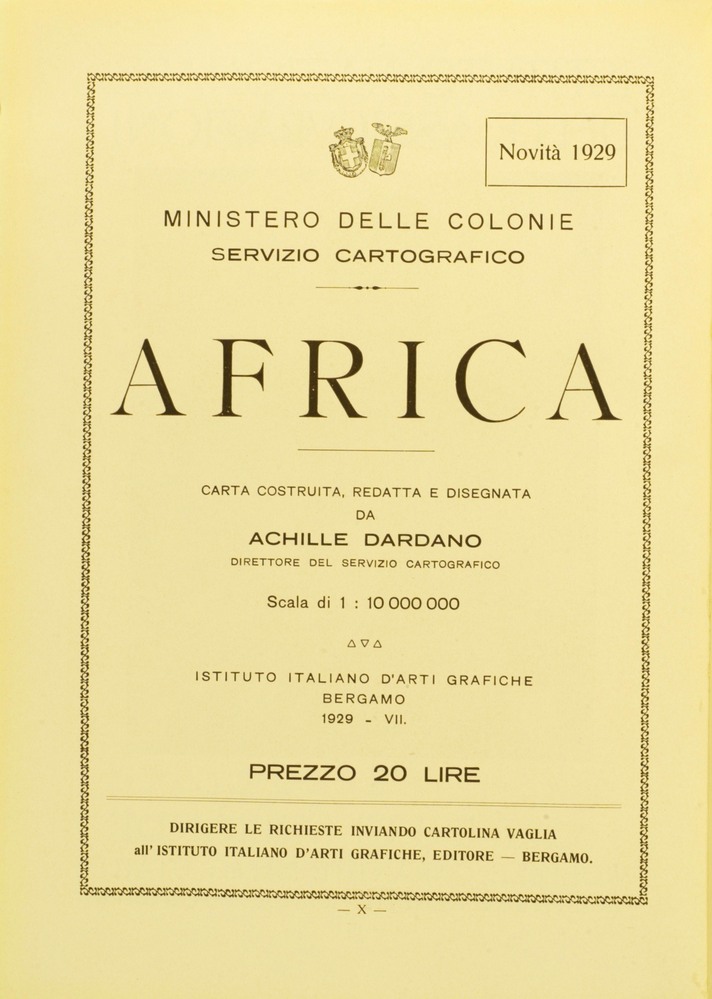 Novità 1929
MINISTERO DELLE COLONIE
SERVIZIO CARTOGRAFICO
AFRICA
CARTA COSTRUITA, REDATTA E DISEGNATA
DA
ACHILLE DARDANO
DIRETTORE DEL SERVIZIO CARTOGRAFICO
Scala di 1 : 10 000 000
ISTITUTO ITALIANO D'ARTI GRAFICHE
BERGAMO
1929 - VII.
PREZZO 20 LIRE
DIRIGERE LE RICHIESTE INVIANDO CARTOLINA VAGLIA
all' ISTITUTO ITALIANO D'ARTI GRAFICHE, EDITORE — BERGAMO.
— X —